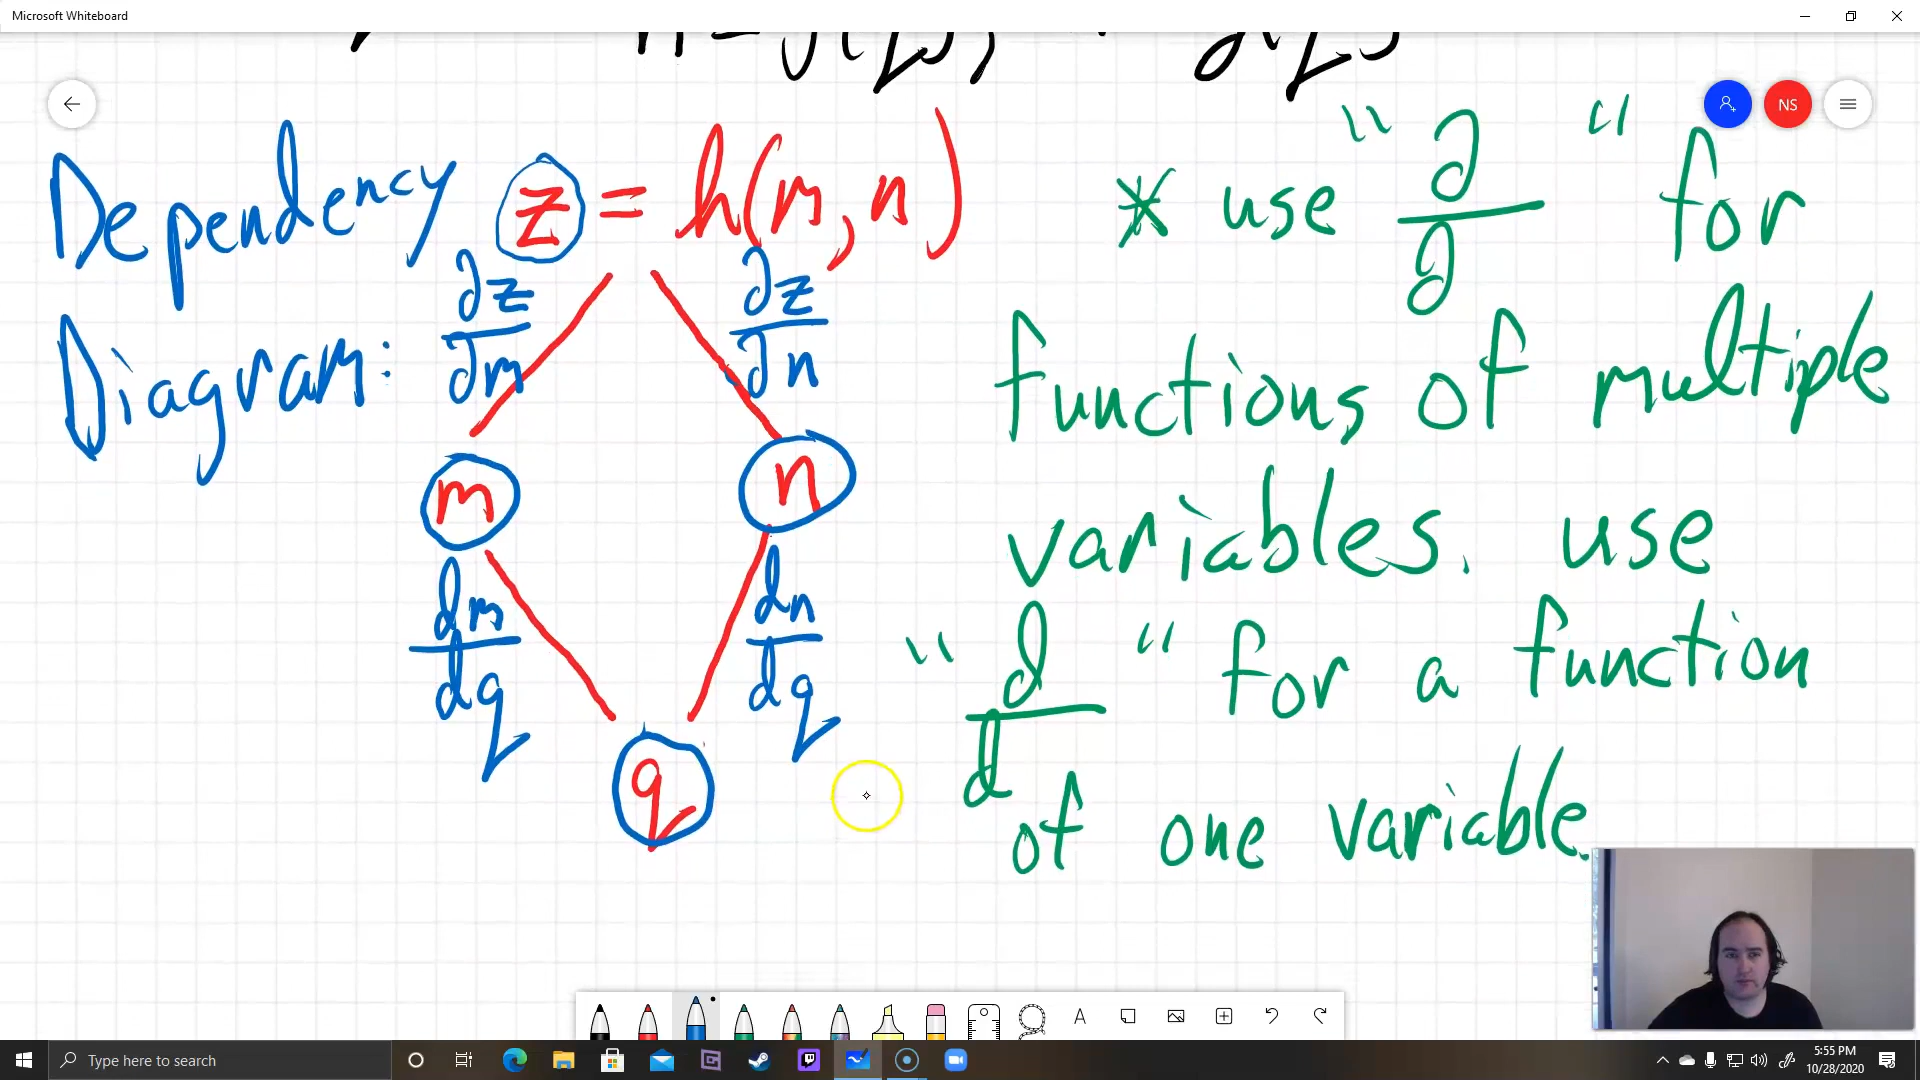 Microsoft Whiteboard
NS
Dependency z = h(m, n)
Diagram:
∂z
∂m
∂z
∂n
m
n
dm
dq
dn
dq
q
* use "∂/∂" for
functions of multiple
variables. use
"d/d" for a function
of one variable.
A
Type here to search
5:55 PM
10/28/2020